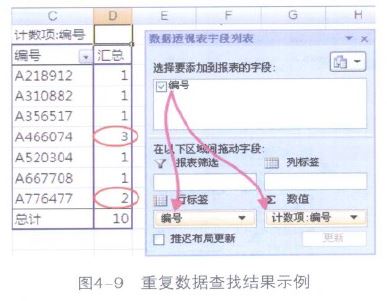 C D E F G H
计数项:编号
编号 汇总
A218912 1
A310882 1
A356517 1
A466074 3
A520304 1
A667708 1
A776477 2
总计 10
数据透视表字段列表
选择要添加到报表的字段:
编号
在以下区域间拖动字段:
报表筛选 列标签
行标签 Σ 数值
编号 计数项:编号
推迟布局更新 更新
图4-9 重复数据查找结果示例